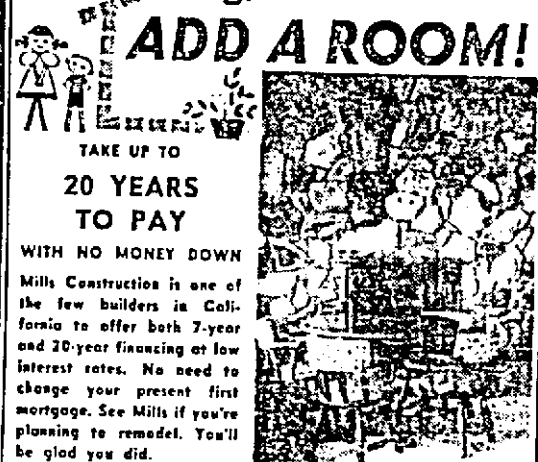 ADD A ROOM!
TAKE UP TO
20 YEARS
TO PAY
WITH NO MONEY DOWN
Mills Construction is one of
the few builders in Cali-
fornia to offer both 7-year
and 20-year financing at low
interest rates. No need to
change your present first
mortgage. See Mills if you're
planning to remodel. You'll
be glad you did.